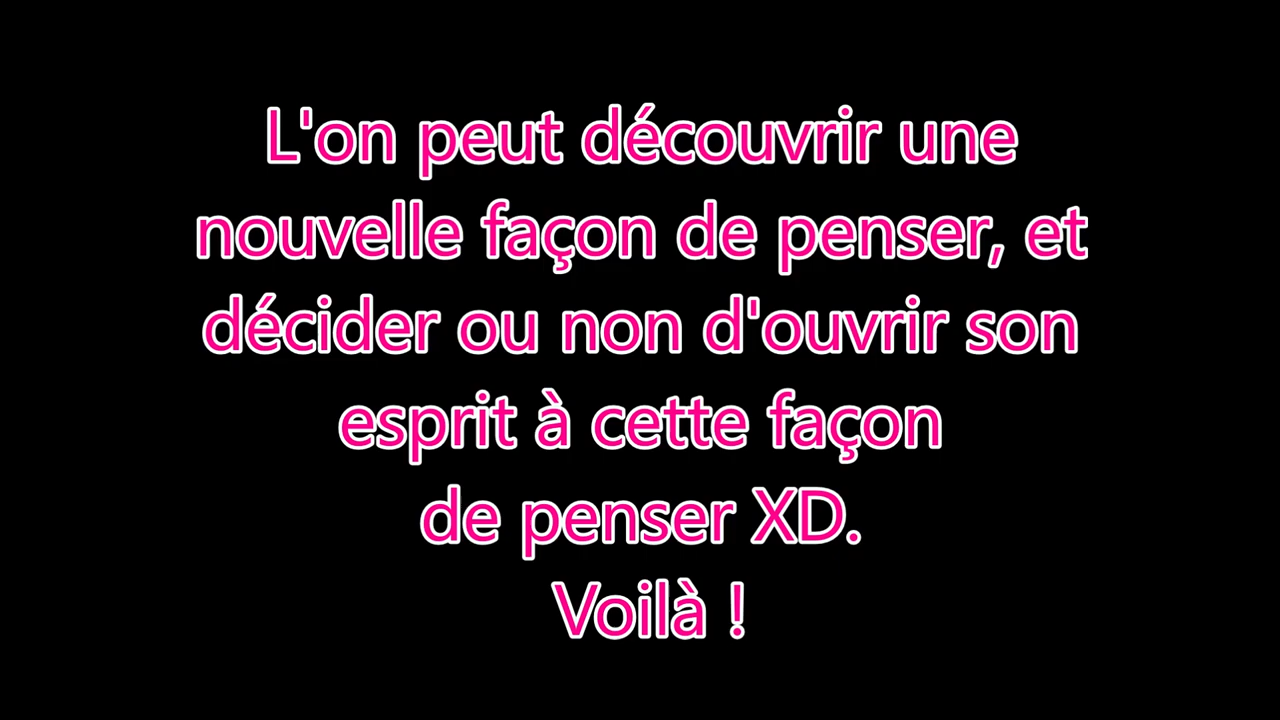 L'on peut découvrir une
nouvelle façon de penser, et
décider ou non d'ouvrir son
esprit à cette façon
de penser XD.
Voilà !